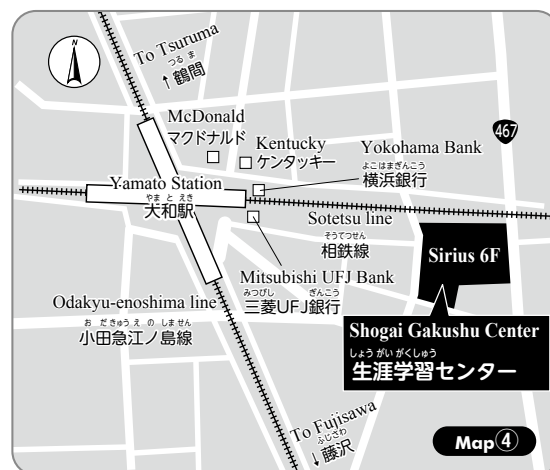 To Tsuruma
つるま
↑鶴間
McDonald
マクドナルド
Kentucky
ケンタッキー
Yokohama Bank
よこはまぎんこう
横浜銀行
467
Yamato Station
やまとえき
大和駅
Sotetsu line
そうてつせん
相鉄線
Sirius 6F
Mitsubishi UFJ Bank
みつびし ぎんこう
三菱UFJ銀行
Odakyu-enoshima line
おだきゅうえのしません
小田急江ノ島線
Shogai Gakushu Center
しょうがいがくしゅう
生涯学習センター
To Fujisawa
ふじさわ
↓藤沢
Map④